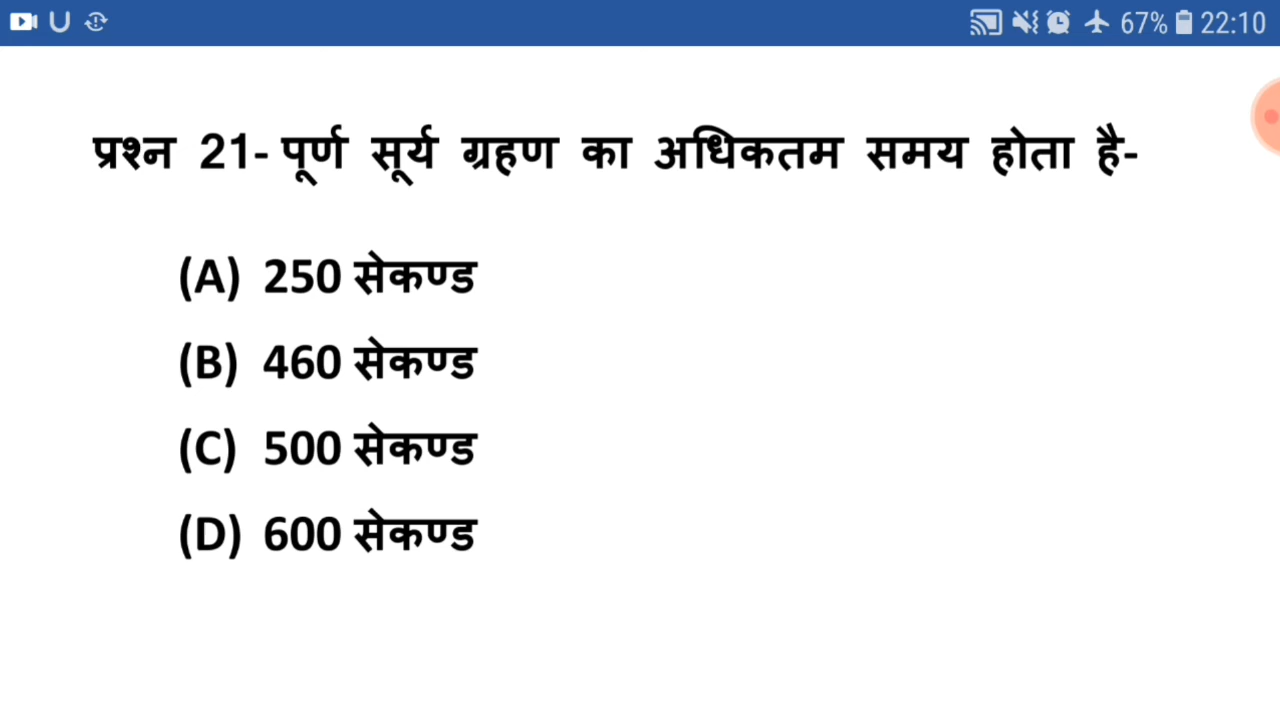 67% 22:10
प्रश्न 21- पूर्ण सूर्य ग्रहण का अधिकतम समय होता है-
(A) 250 सेकण्ड
(B) 460 सेकण्ड
(C) 500 सेकण्ड
(D) 600 सेकण्ड